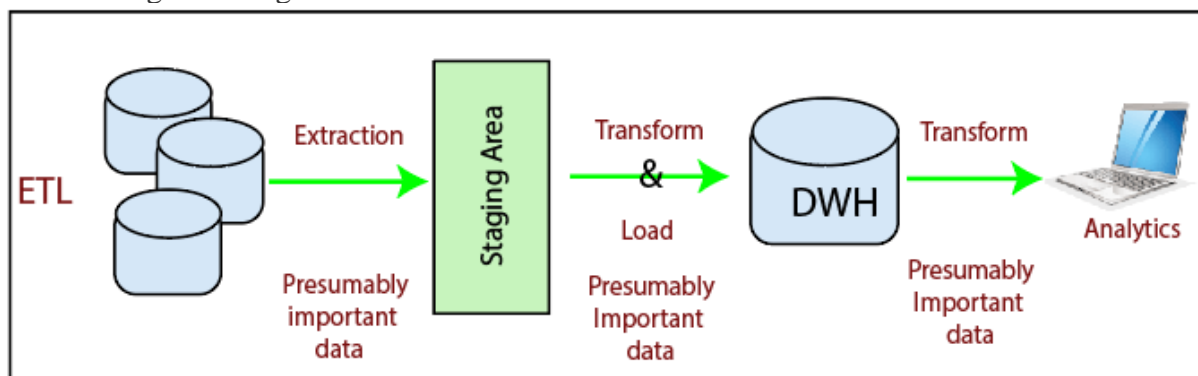 ETL
Extraction
Presumably
important
data
Staging Area
Transform
&
Load
Presumably
Important
data
DWH
Transform
Presumably
Important
data
Analytics